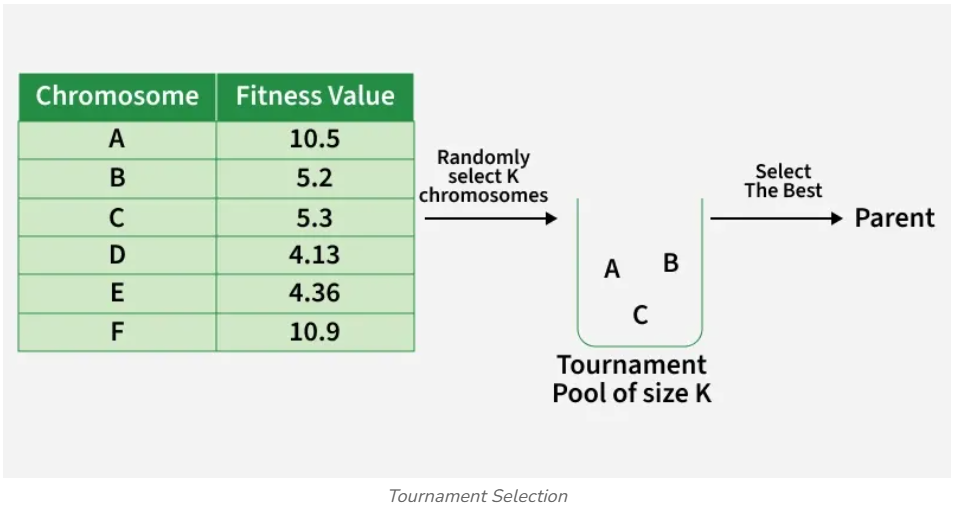 Chromosome Fitness Value
A 10.5
B 5.2
C 5.3
D 4.13
E 4.36
F 10.9
Randomly
select K
chromosomes
A B
C
Tournament
Pool of size K
Select
The Best
Parent
Tournament Selection